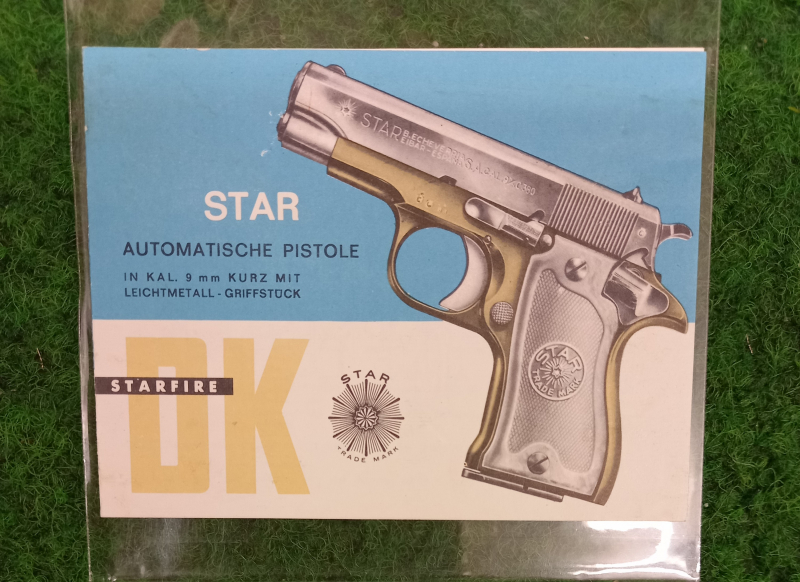 STAR
AUTOMATISCHE PISTOLE
IN KAL. 9 mm KURZ MIT
LEICHTMETALL-GRIFFSTÜCK
DK
STARFIRE
STAR
TRADE MARK
STAR
STAR
TRADE MARK